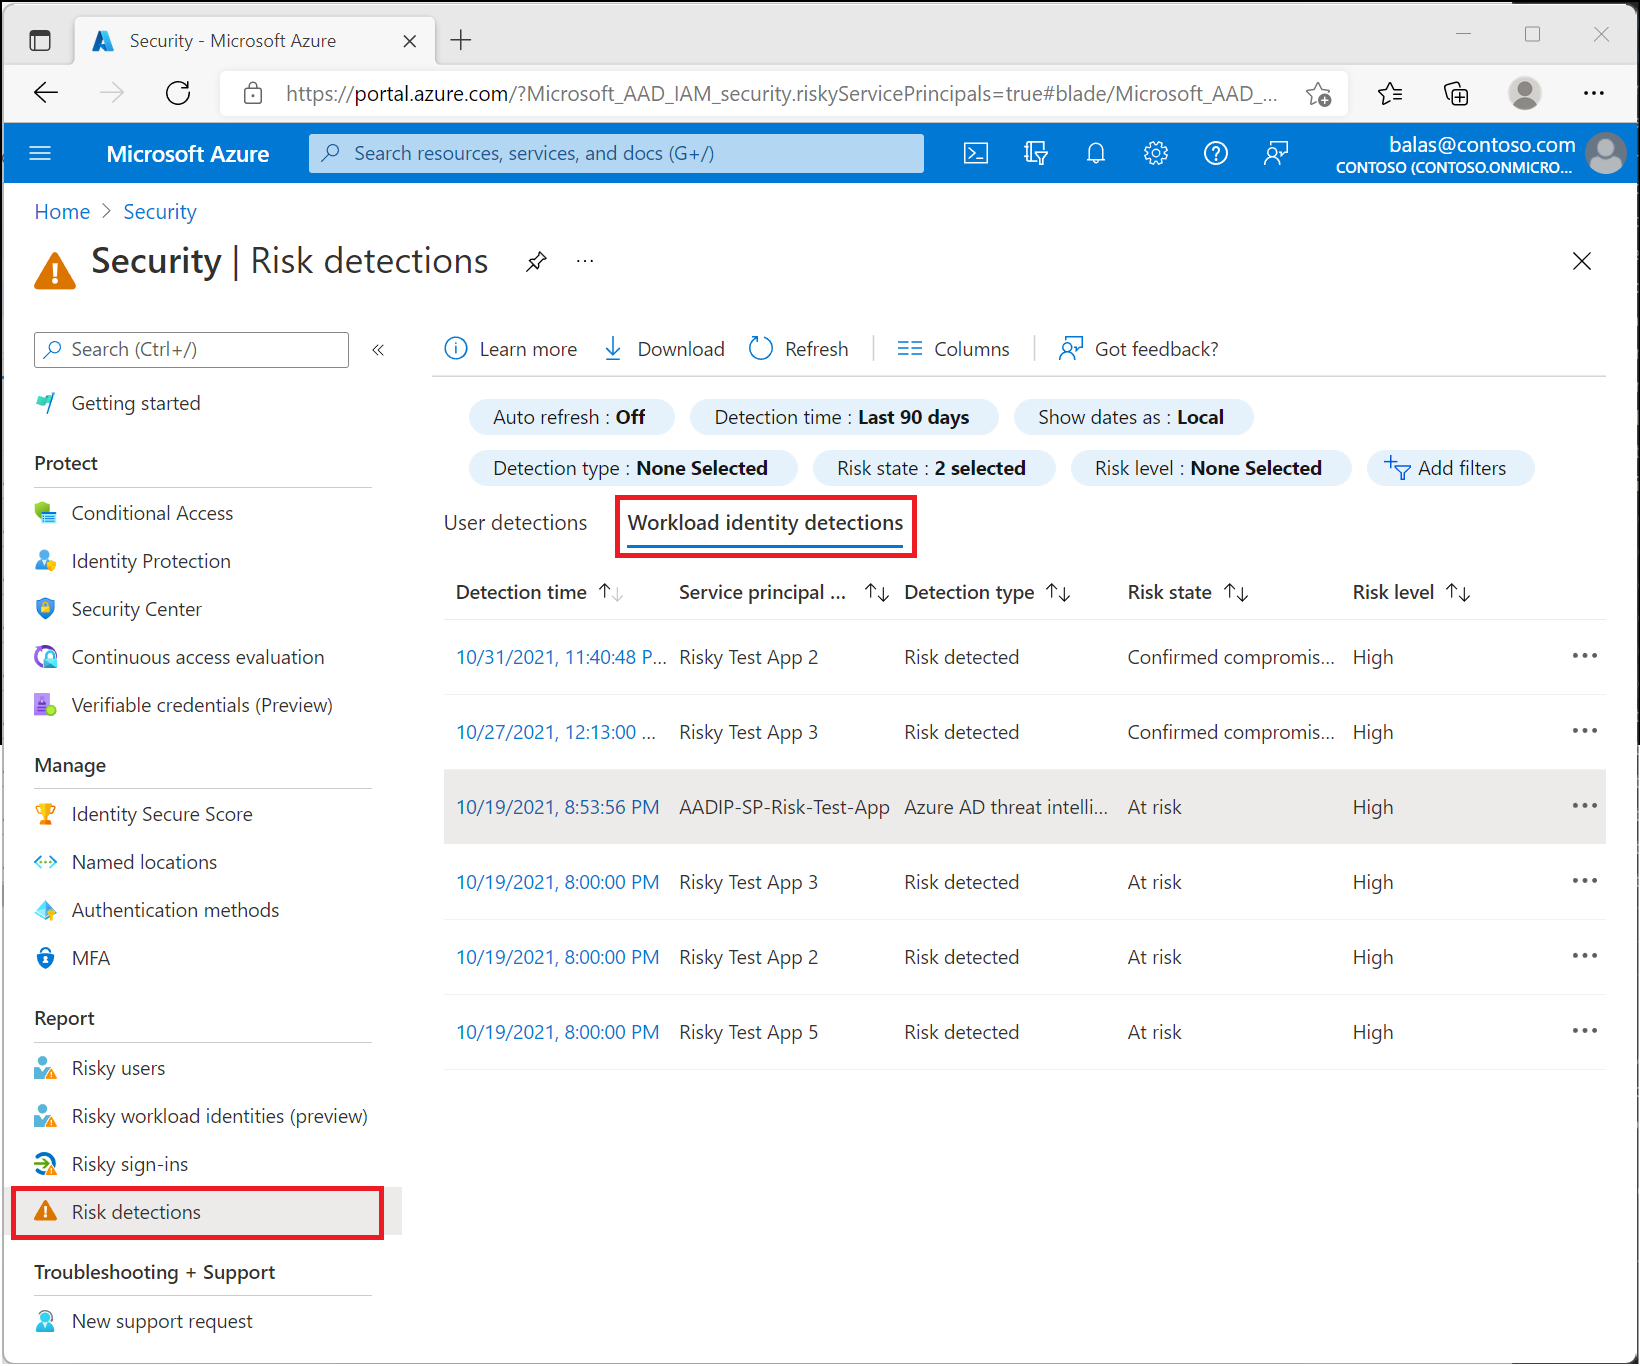 Security - Microsoft Azure
https://portal.azure.com/?Microsoft_AAD_IAM_security.riskyServicePrincipals=true#blade/Microsoft_AAD_...
Microsoft Azure
Search resources, services, and docs (G+/)
balas@contoso.com
CONTOSO (CONTOSO.ONMICRO...
Home > Security
Security | Risk detections ...
Search (Ctrl+/) «
Getting started
Protect
Conditional Access
Identity Protection
Security Center
Continuous access evaluation
Verifiable credentials (Preview)
Manage
Identity Secure Score
Named locations
Authentication methods
MFA
Report
Risky users
Risky workload identities (preview)
Risky sign-ins
Risk detections
Troubleshooting + Support
New support request
Learn more Download Refresh Columns Got feedback?
Auto refresh : Off Detection time : Last 90 days Show dates as : Local
Detection type : None Selected Risk state : 2 selected Risk level : None Selected Add filters
User detections Workload identity detections
Detection time Service principal ... Detection type Risk state Risk level
10/31/2021, 11:40:48 P... Risky Test App 2 Risk detected Confirmed compromis... High
10/27/2021, 12:13:00 ... Risky Test App 3 Risk detected Confirmed compromis... High
10/19/2021, 8:53:56 PM AADIP-SP-Risk-Test-App Azure AD threat intelli... At risk High
10/19/2021, 8:00:00 PM Risky Test App 3 Risk detected At risk High
10/19/2021, 8:00:00 PM Risky Test App 2 Risk detected At risk High
10/19/2021, 8:00:00 PM Risky Test App 5 Risk detected At risk High